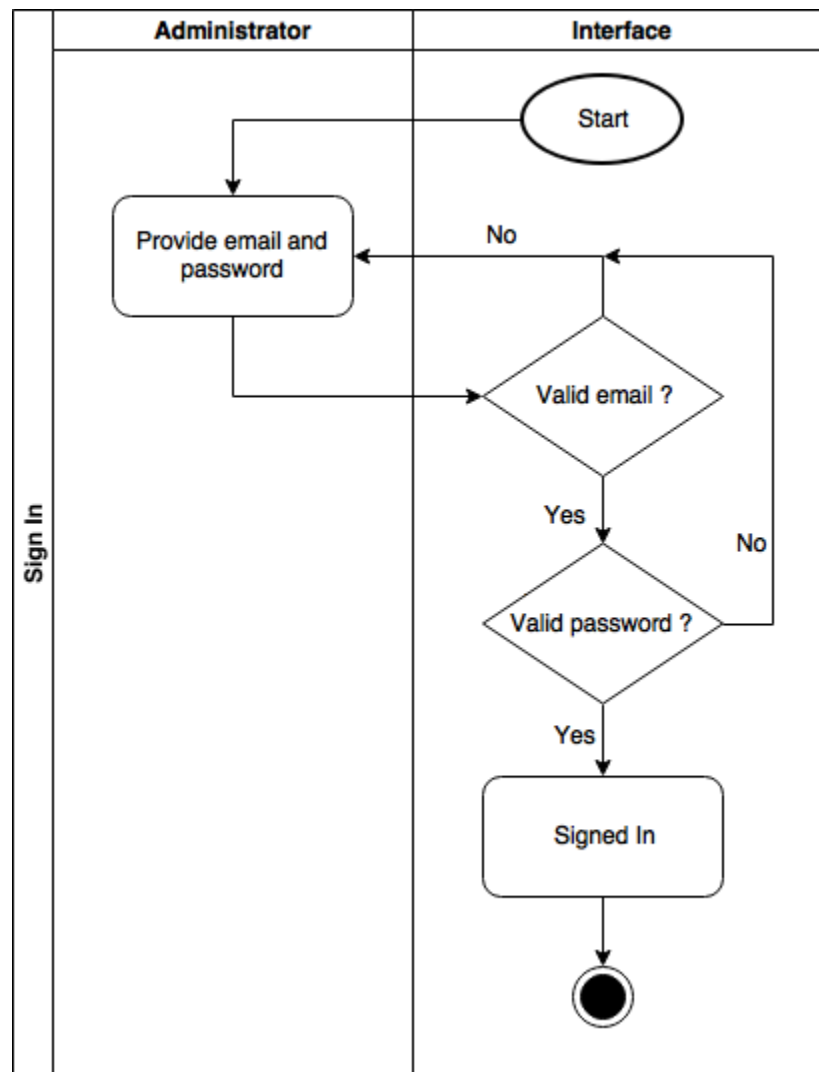 Administrator
Interface
Start
Provide email and
password
No
Valid email ?
Yes
No
Valid password ?
Yes
Signed In
Sign In